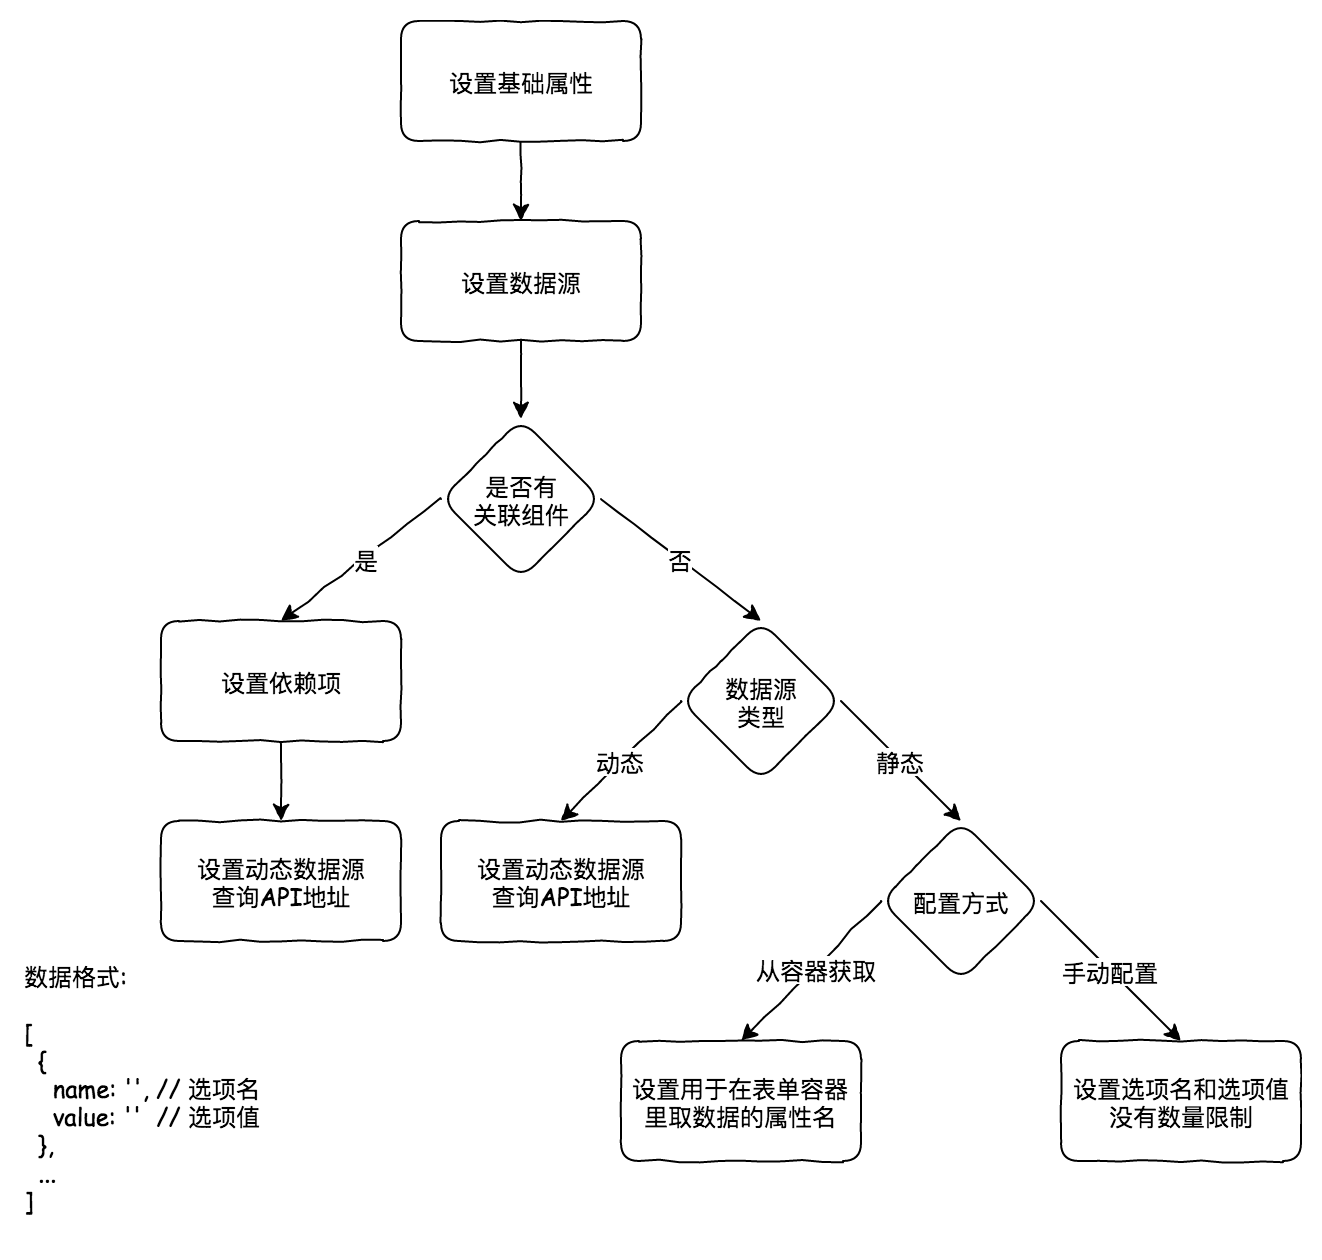 设置基础属性
设置数据源
是否有
关联组件
是
否
设置依赖项
数据源
类型
动态
静态
设置动态数据源
查询API地址
设置动态数据源
查询API地址
配置方式
从容器获取
手动配置
设置用于在表单容器
里取数据的属性名
设置选项名和选项值
没有数量限制
数据格式:
[
{
name: '', // 选项名
value: '' // 选项值
},
...
]